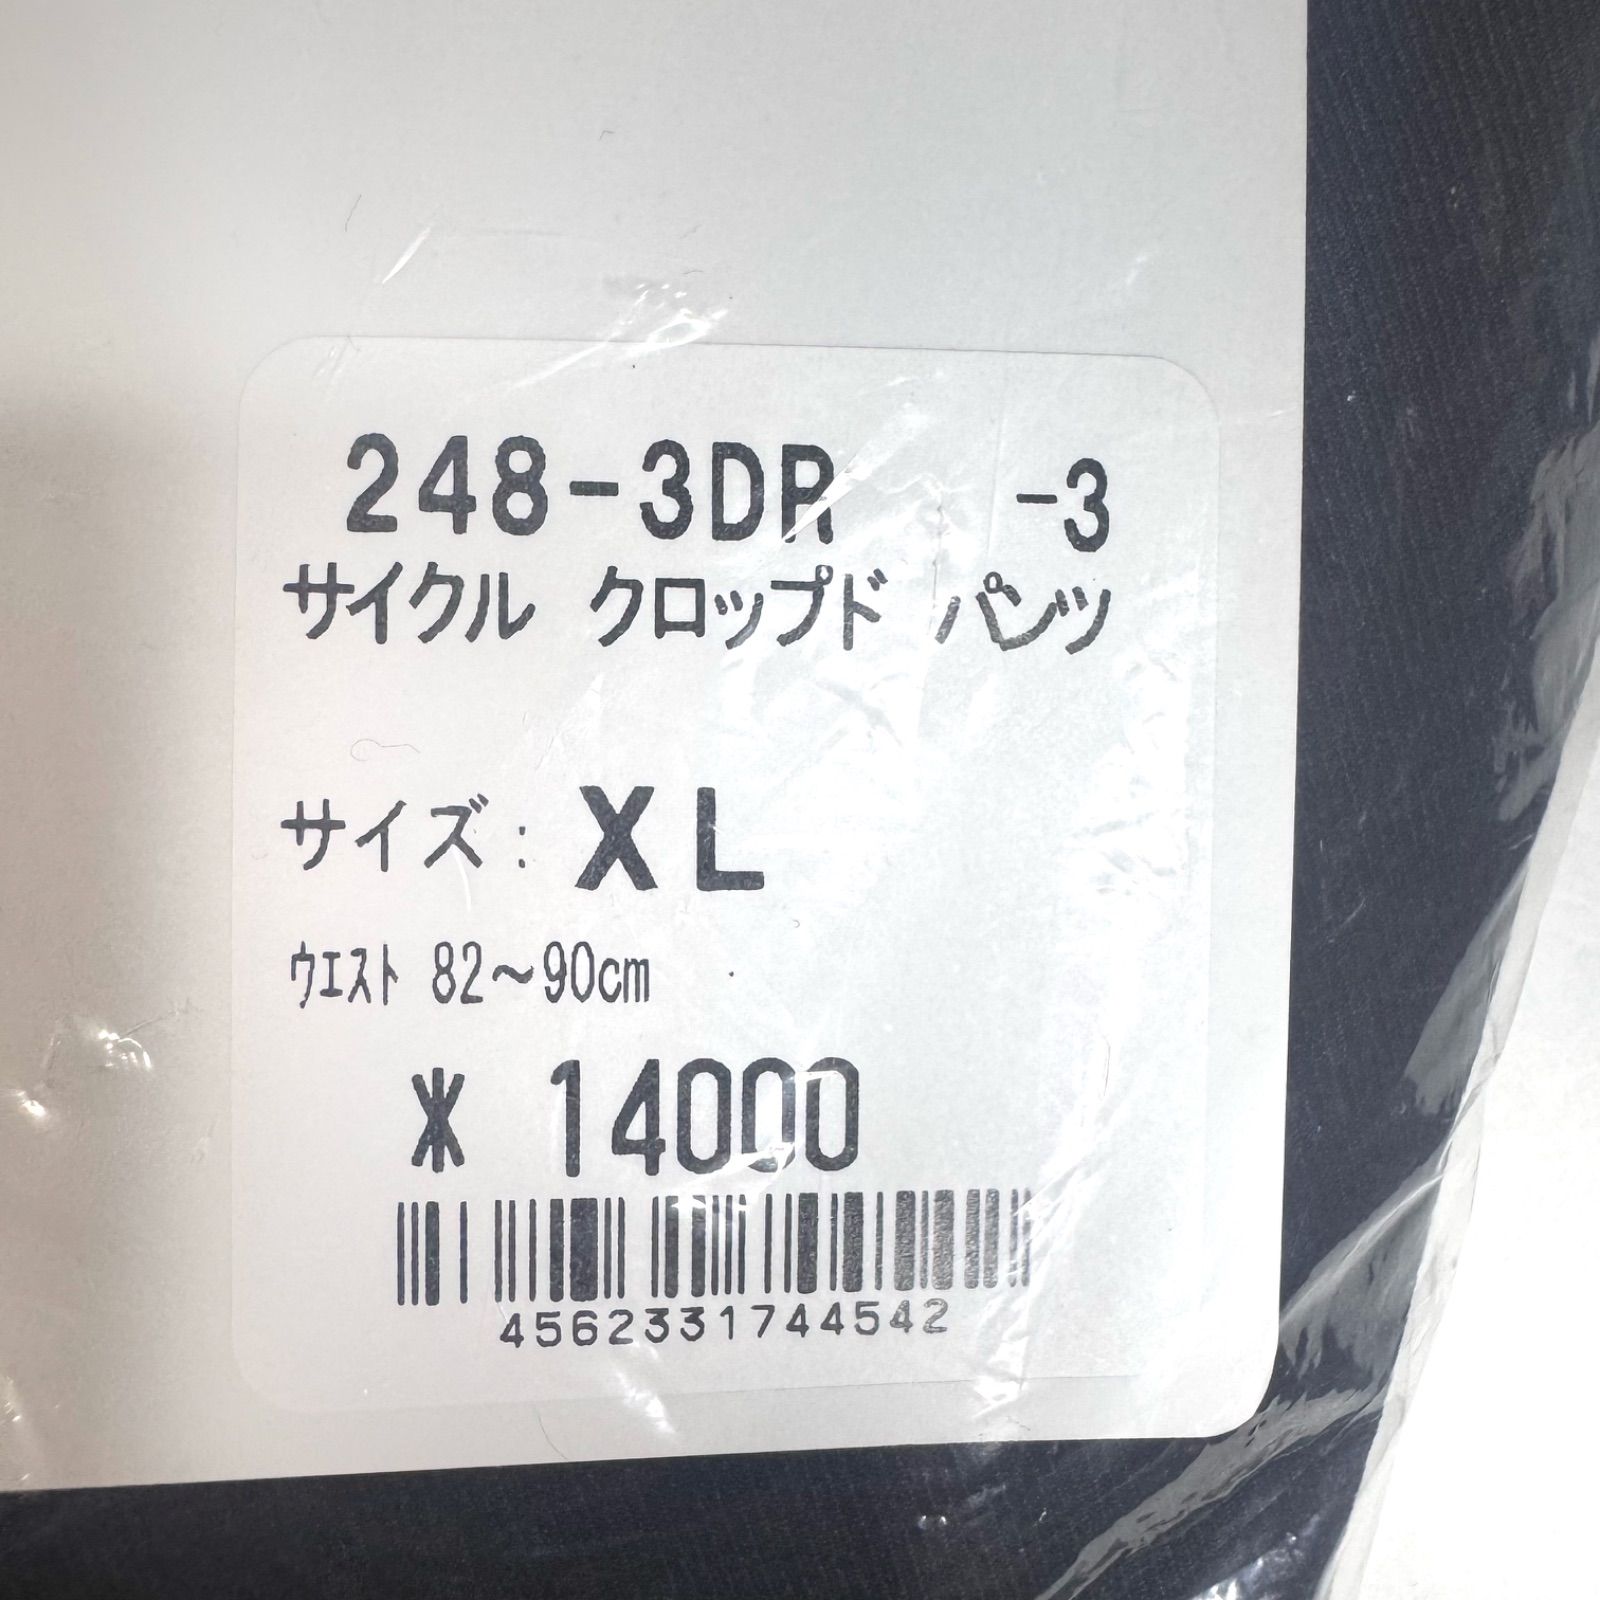 248-3DR -3
サイクル クロップド パンツ
サイズ: XL
ウエスト 82~90cm
¥ 14000
4562331744542